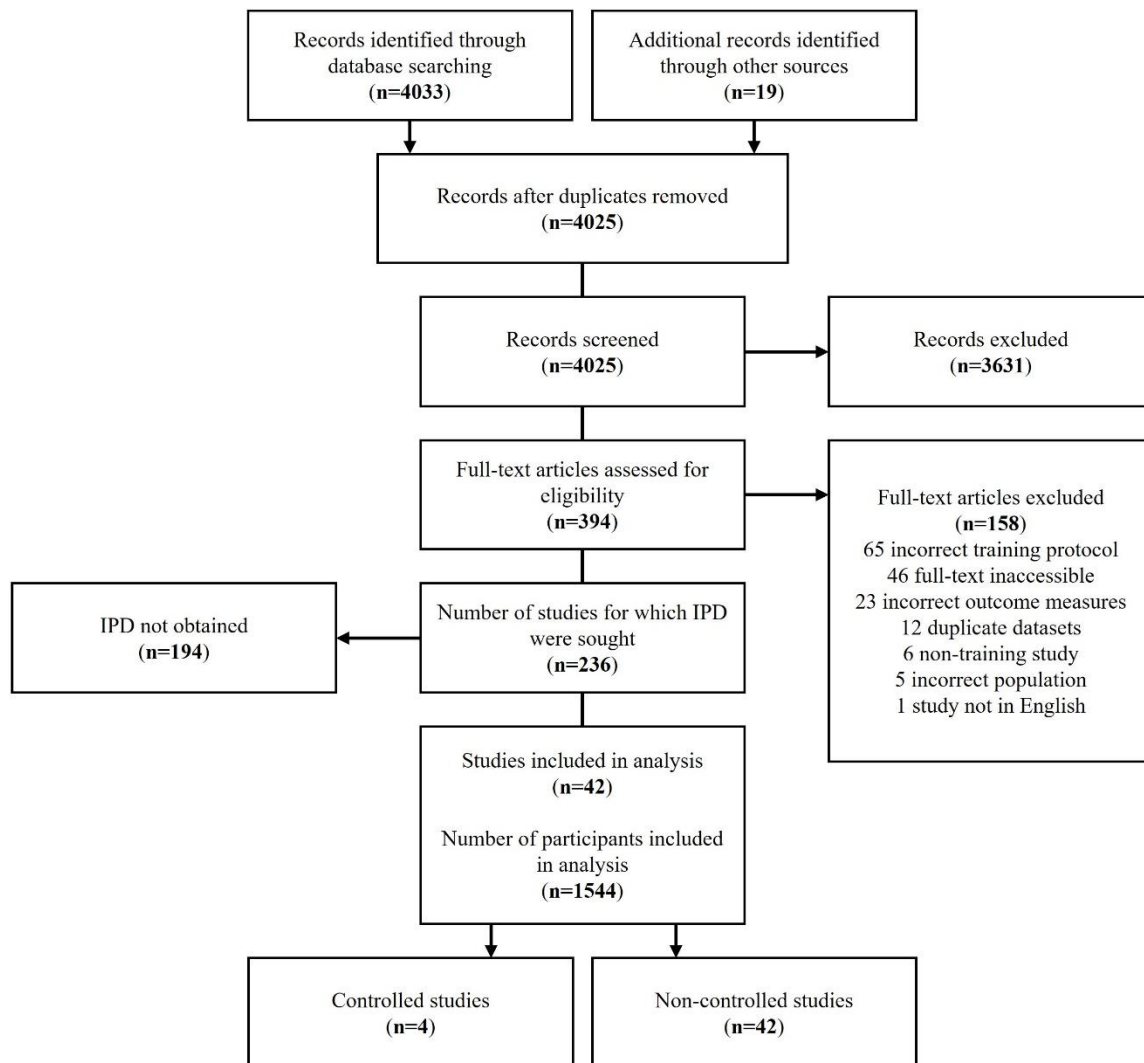 Records identified through
database searching
(n=4033)
Additional records identified
through other sources
(n=19)
Records after duplicates removed
(n=4025)
Records screened
(n=4025)
Records excluded
(n=3631)
Full-text articles assessed for
eligibility
(n=394)
Full-text articles excluded
(n=158)
65 incorrect training protocol
46 full-text inaccessible
23 incorrect outcome measures
12 duplicate datasets
6 non-training study
5 incorrect population
1 study not in English
Number of studies for which IPD
were sought
(n=236)
IPD not obtained
(n=194)
Studies included in analysis
(n=42)
Number of participants included
in analysis
(n=1544)
Controlled studies
(n=4)
Non-controlled studies
(n=42)